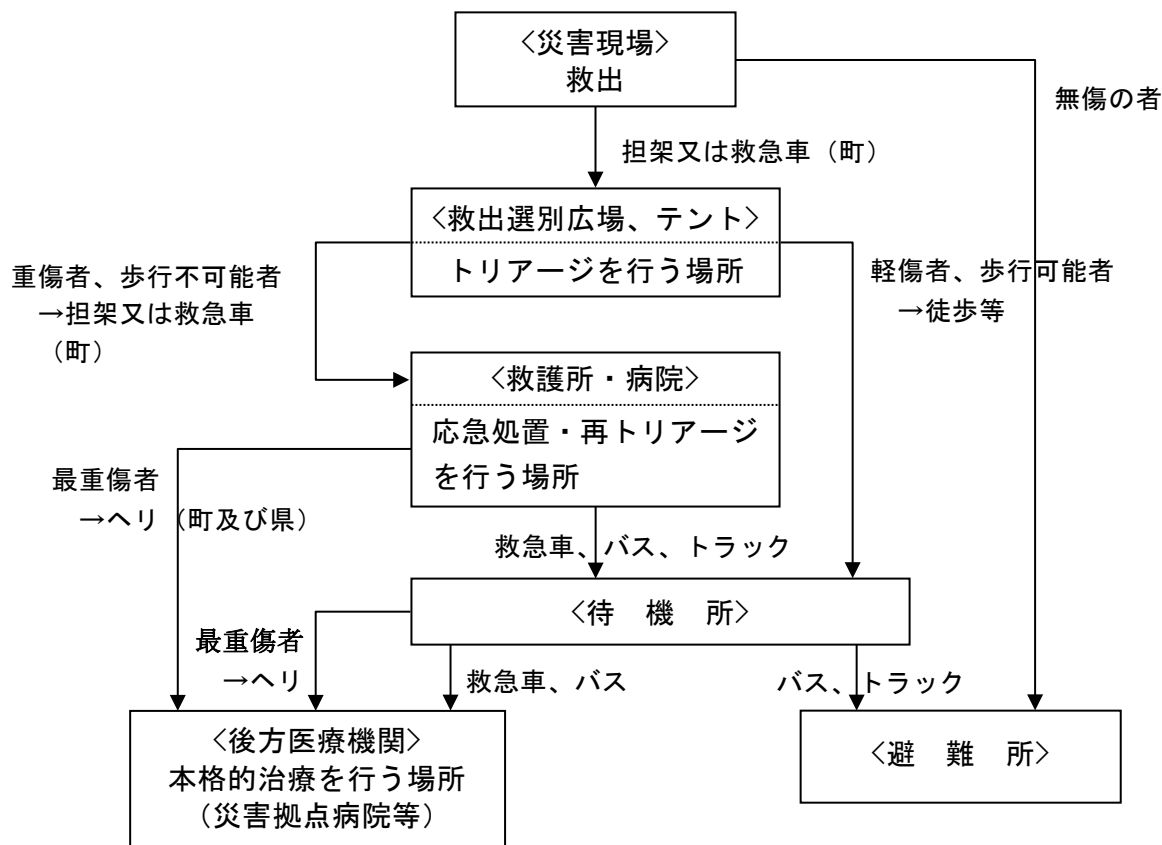 〈災害現場〉
救出
無傷の者
担架又は救急車（町）
〈救出選別広場、テント〉
トリアージを行う場所
重傷者、歩行不可能者
→担架又は救急車
（町）
軽傷者、歩行可能者
→徒歩等
〈救護所・病院〉
応急処置・再トリアージ
を行う場所
最重傷者
→ヘリ（町及び県）
救急車、バス、トラック
〈待　機　所〉
最重傷者
→ヘリ
救急車、バス
バス、トラック
〈後方医療機関〉
本格的治療を行う場所
（災害拠点病院等）
〈避　難　所〉